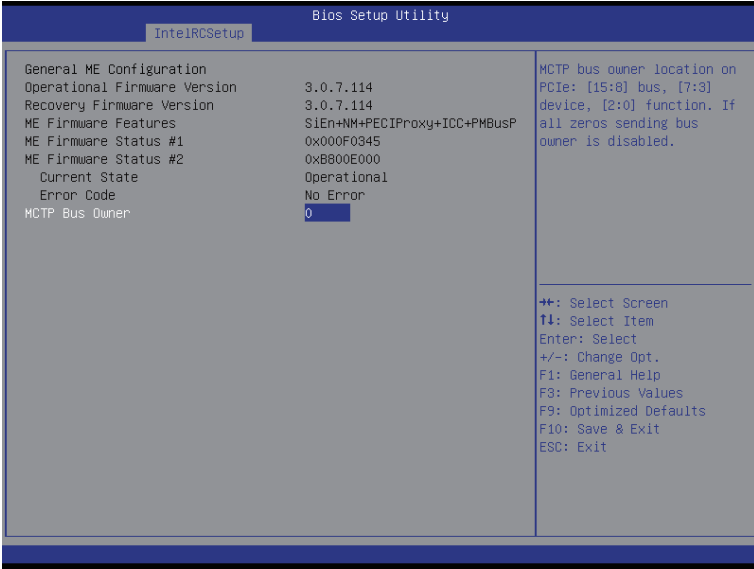 Bios Setup Utility
IntelRCSetup
General ME Configuration
Operational Firmware Version 3.0.7.114
Recovery Firmware Version 3.0.7.114
ME Firmware Features SiEn+NM+PECIProxy+ICC+PMBusP
ME Firmware Status #1 0x000F0345
ME Firmware Status #2 0xB800E000
Current State Operational
Error Code No Error
MCTP Bus Owner 0
MCTP bus owner location on
PCIe: [15:8] bus, [7:3]
device, [2:0] function. If
all zeros sending bus
owner is disabled.
→←: Select Screen
↑↓: Select Item
Enter: Select
+/-: Change Opt.
F1: General Help
F3: Previous Values
F9: Optimized Defaults
F10: Save & Exit
ESC: Exit